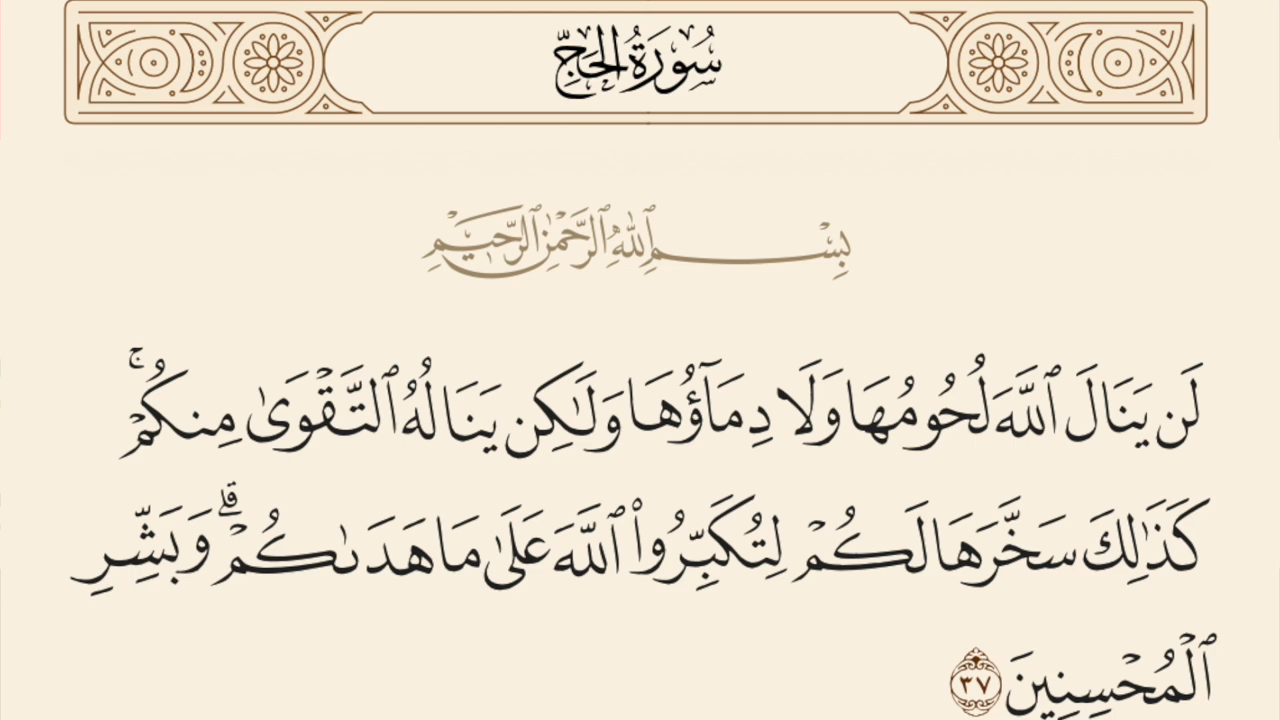 سُورَةُ الحَجِّ
بِسْمِ ٱللَّهِ ٱلرَّحْمَٰنِ ٱلرَّحِيمِ
لَن يَنَالَ ٱللَّهَ لُحُومُهَا وَلَا دِمَآؤُهَا وَلَٰكِن يَنَالُهُ ٱلتَّقْوَىٰ مِنكُمْۚ
كَذَٰلِكَ سَخَّرَهَا لَكُمْ لِتُكَبِّرُوا۟ ٱللَّهَ عَلَىٰ مَا هَدَىٰكُمْۗ وَبَشِّرِ
ٱلْمُحْسِنِينَ ٣٧